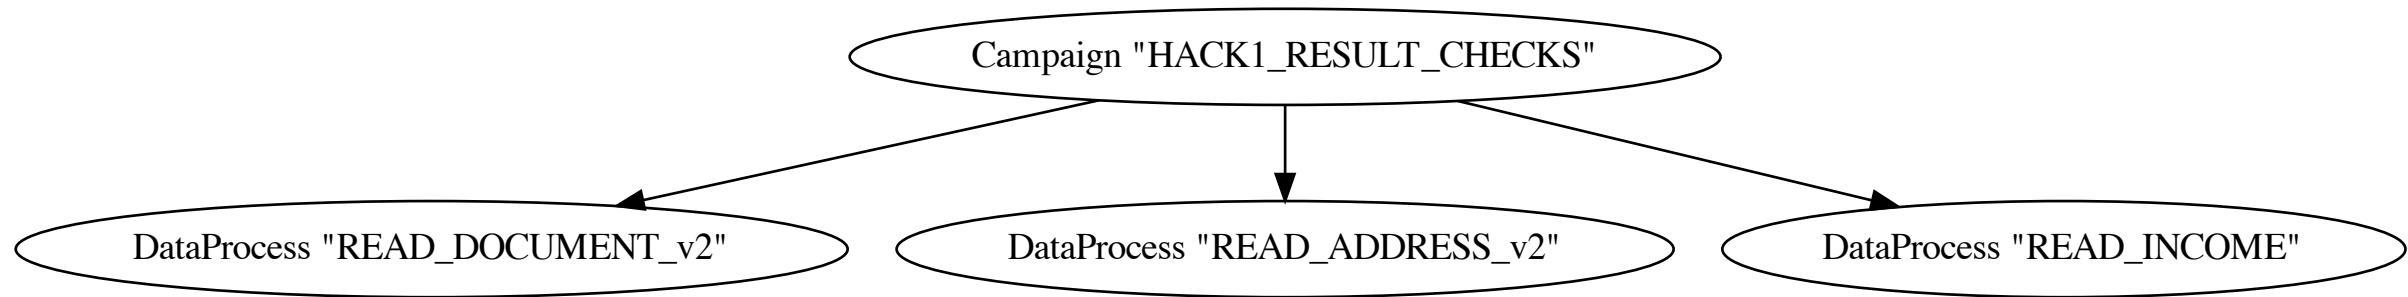 Campaign "HACK1_RESULT_CHECKS"
DataProcess "READ_DOCUMENT_v2"
DataProcess "READ_ADDRESS_v2"
DataProcess "READ_INCOME"